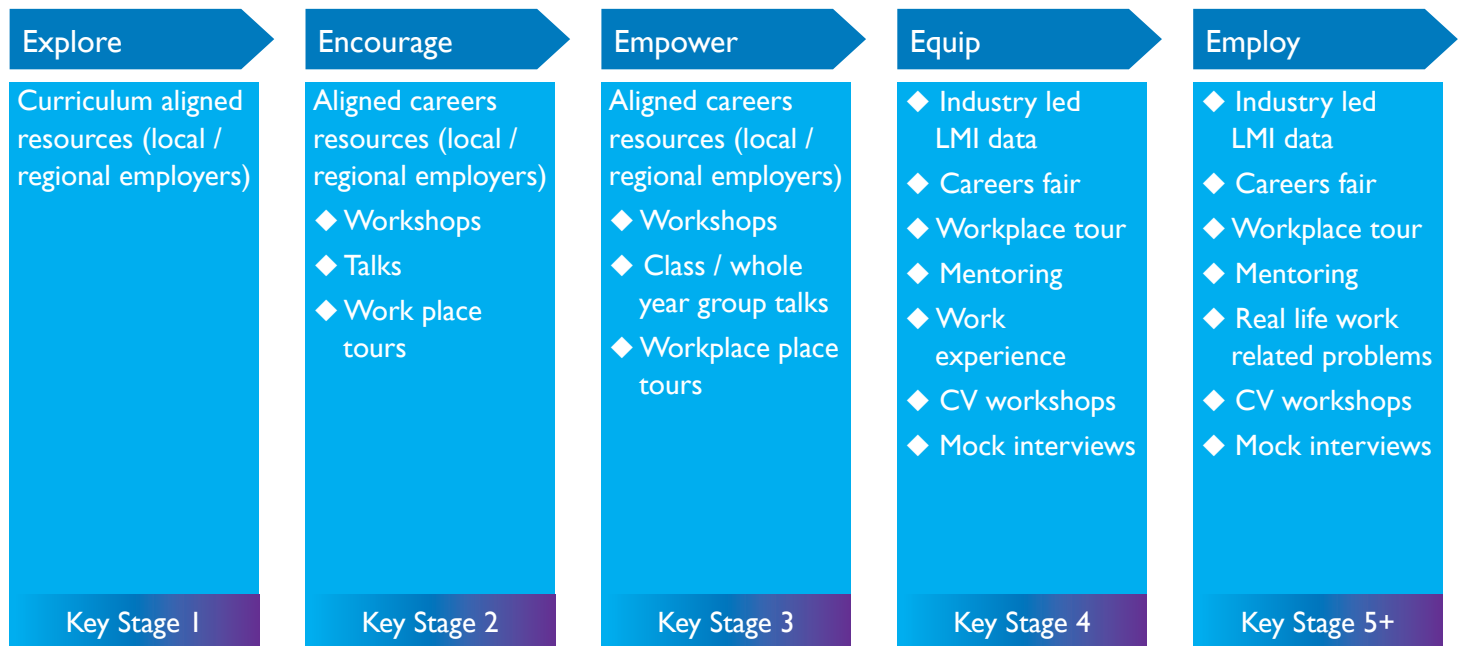 Explore
Curriculum aligned
resources (local /
regional employers)
Key Stage 1
Encourage
Aligned careers
resources (local /
regional employers)
◆ Workshops
◆ Talks
◆ Work place
tours
Key Stage 2
Empower
Aligned careers
resources (local /
regional employers)
◆ Workshops
◆ Class / whole
year group talks
◆ Workplace place
tours
Key Stage 3
Equip
◆ Industry led
LMI data
◆ Careers fair
◆ Workplace tour
◆ Mentoring
◆ Work
experience
◆ CV workshops
◆ Mock interviews
Key Stage 4
Employ
◆ Industry led
LMI data
◆ Careers fair
◆ Workplace tour
◆ Mentoring
◆ Real life work
related problems
◆ CV workshops
◆ Mock interviews
Key Stage 5+